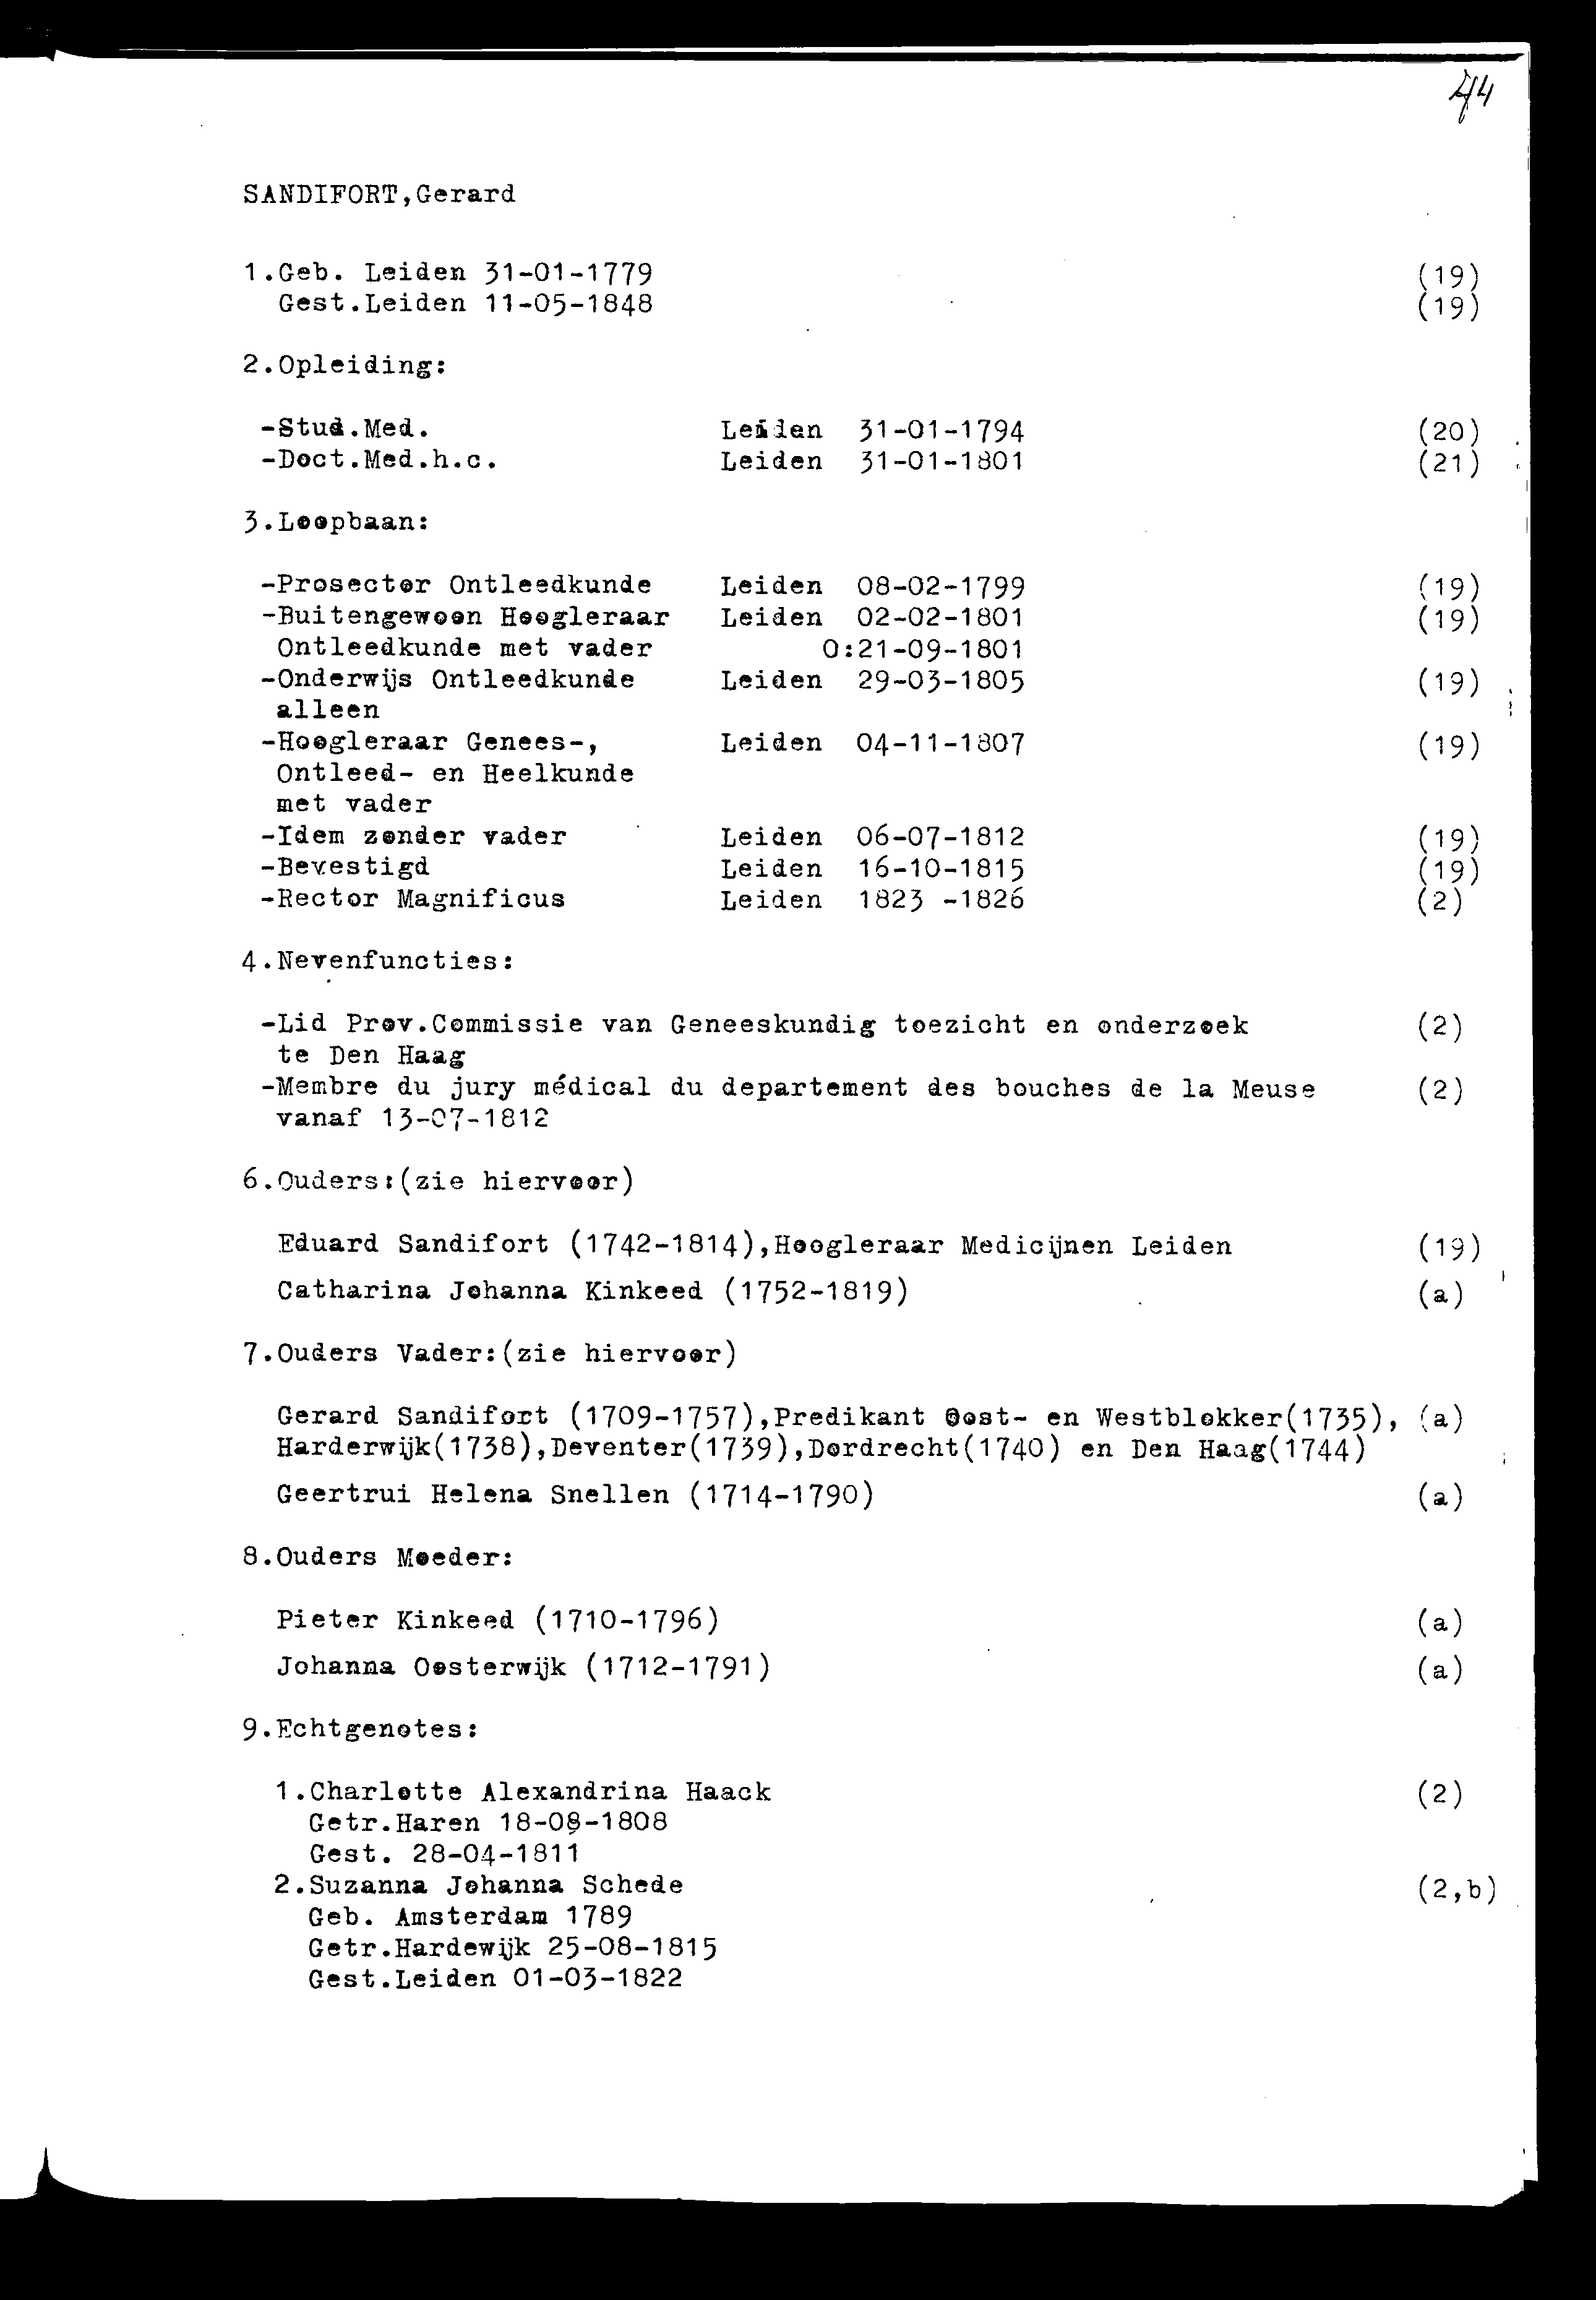 44
SANDIFORT,Gerard
1.Geb. Leiden 31-01-1779 (19)
Gest.Leiden 11-05-1848 (19)
2.Opleiding:
-Stud.Med. Leiden 31-01-1794 (20)
-Doct.Med.h.c. Leiden 31-01-1801 (21)
3.Loopbaan:
-Prosector Ontleedkunde Leiden 08-02-1799 (19)
-Buitengewoon Hoogleraar Leiden 02-02-1801 (19)
Ontleedkunde met vader O:21-09-1801
-Onderwijs Ontleedkunde Leiden 29-03-1805 (19)
alleen
-Hoogleraar Genees-, Leiden 04-11-1807 (19)
Ontleed- en Heelkunde
met vader
-Idem zonder vader Leiden 06-07-1812 (19)
-Bevestigd Leiden 16-10-1815 (19)
-Rector Magnificus Leiden 1823 -1826 (2)
4.Nevenfuncties:
-Lid Prov.Commissie van Geneeskundig toezicht en onderzoek (2)
te Den Haag
-Membre du jury médical du departement des bouches de la Meuse (2)
vanaf 13-07-1812
6.Ouders:(zie hiervoor)
Eduard Sandifort (1742-1814),Hoogleraar Medicijnen Leiden (19)
Catharina Johanna Kinkeed (1752-1819) (a)
7.Ouders Vader:(zie hiervoor)
Gerard Sandifort (1709-1757),Predikant Oost- en Westblokker(1735), (a)
Harderwijk(1738),Deventer(1739),Dordrecht(1740) en Den Haag(1744)
Geertrui Helena Snellen (1714-1790) (a)
8.Ouders Moeder:
Pieter Kinkeed (1710-1796) (a)
Johanna Oosterwijk (1712-1791) (a)
9.Echtgenotes:
1.Charlotte Alexandrina Haack (2)
Getr.Haren 18-08-1808
Gest. 28-04-1811
2.Suzanna Johanna Schede (2,b)
Geb. Amsterdam 1789
Getr.Hardewijk 25-08-1815
Gest.Leiden 01-03-1822